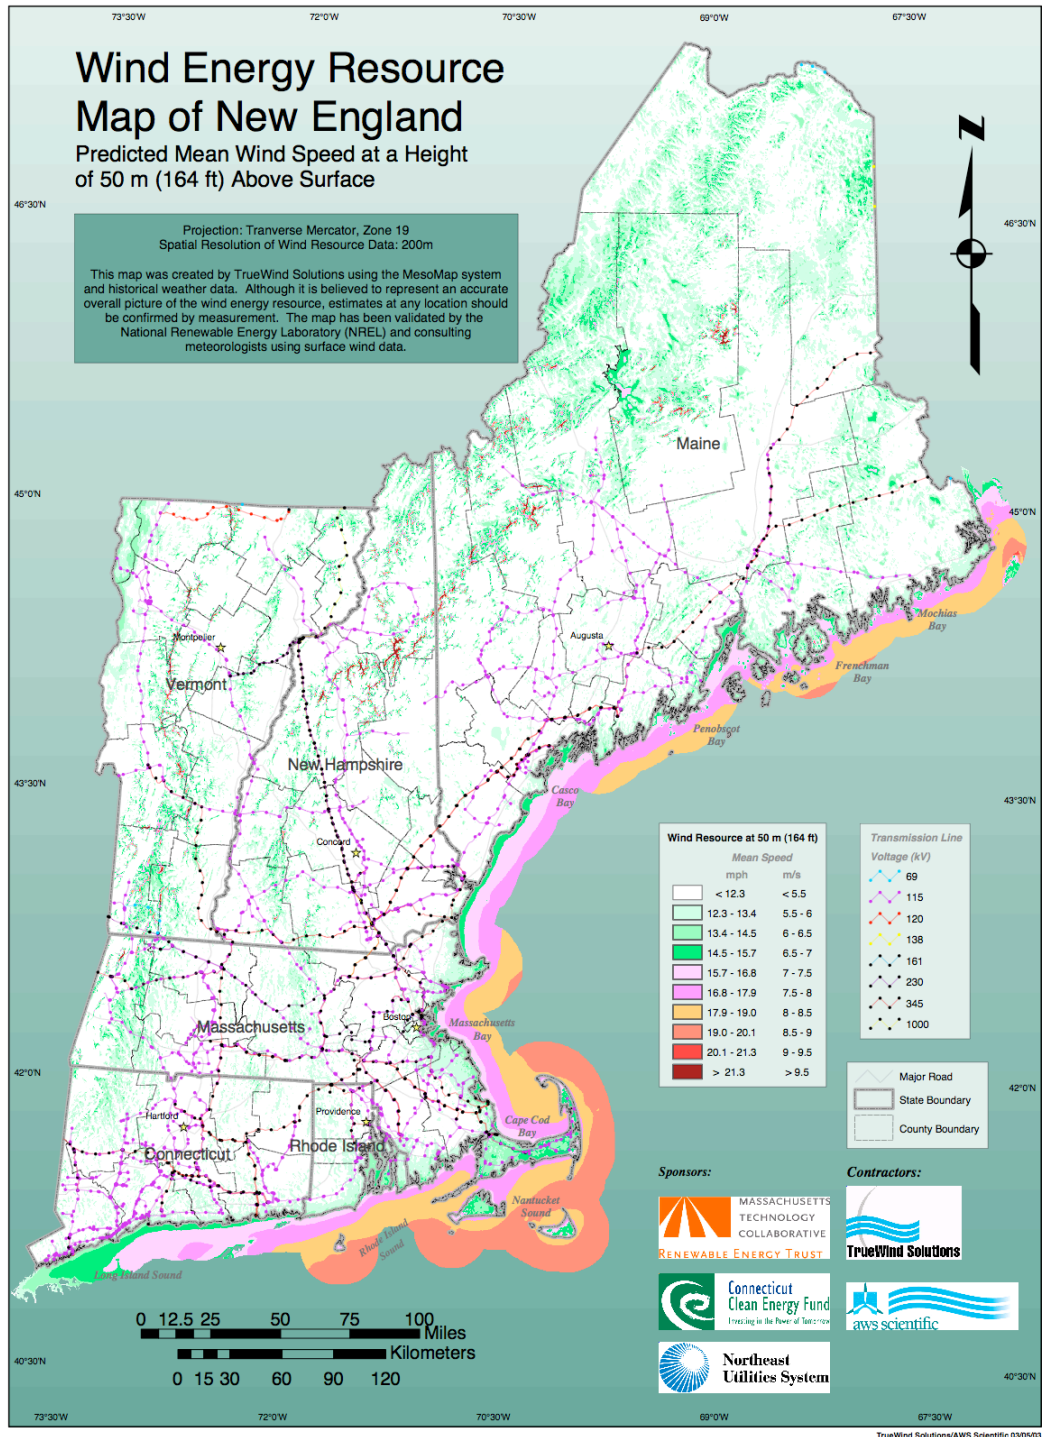 73°30'W 72°0'W 70°30'W 69°0'W 67°30'W
Wind Energy Resource
Map of New England
Predicted Mean Wind Speed at a Height
of 50 m (164 ft) Above Surface
N
46°30'N
46°30'N
Projection: Tranverse Mercator, Zone 19
Spatial Resolution of Wind Resource Data: 200m
This map was created by TrueWind Solutions using the MesoMap system
and historical weather data. Although it is believed to represent an accurate
overall picture of the wind energy resource, estimates at any location should
be confirmed by measurement. The map has been validated by the
National Renewable Energy Laboratory (NREL) and consulting
meteorologists using surface wind data.
Maine
45°0'N
45°0'N
Mochias
Bay
Montpelier
Augusta
Frenchman
Bay
Vermont
Penobscot
Bay
New Hampshire
43°30'N
Casco
Bay
43°30'N
Concord
Wind Resource at 50 m (164 ft)
Mean Speed
mph m/s
< 12.3 < 5.5
12.3 - 13.4 5.5 - 6
13.4 - 14.5 6 - 6.5
14.5 - 15.7 6.5 - 7
15.7 - 16.8 7 - 7.5
16.8 - 17.9 7.5 - 8
17.9 - 19.0 8 - 8.5
19.0 - 20.1 8.5 - 9
20.1 - 21.3 9 - 9.5
> 21.3 > 9.5
Transmission Line
Voltage (kV)
69
115
120
138
161
230
345
1000
Boston
Massachusetts
Massachusetts
Bay
42°0'N
42°0'N
Major Road
State Boundary
County Boundary
Hartford
Providence
Cape Cod
Bay
Connecticut
Rhode Island
Nantucket
Sound
Rhode Island
Sound
Long Island Sound
Sponsors:
MASSACHUSETTS
TECHNOLOGY
COLLABORATIVE
RENEWABLE ENERGY TRUST
Connecticut
Clean Energy Fund
Investing in the Power of Tomorrow
Northeast
Utilities System
Contractors:
TrueWind Solutions
aws scientific
0 12.5 25 50 75 100
Miles
Kilometers
0 15 30 60 90 120
40°30'N
40°30'N
73°30'W 72°0'W 70°30'W 69°0'W 67°30'W
TrueWind Solutions/AWS Scientific 03/05/03